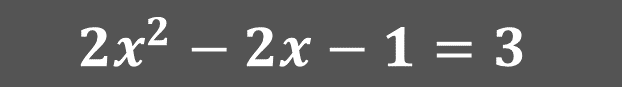 2x² − 2x − 1 = 3